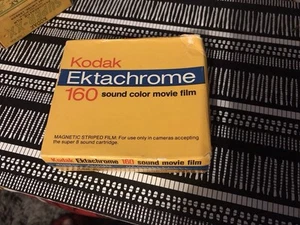 Kodak
Ektachrome
160 sound color movie film
MAGNETIC STRIPED FILM. For use only in cameras accepting
the super 8 sound cartridge.
Kodak Ektachrome 160 sound movie film